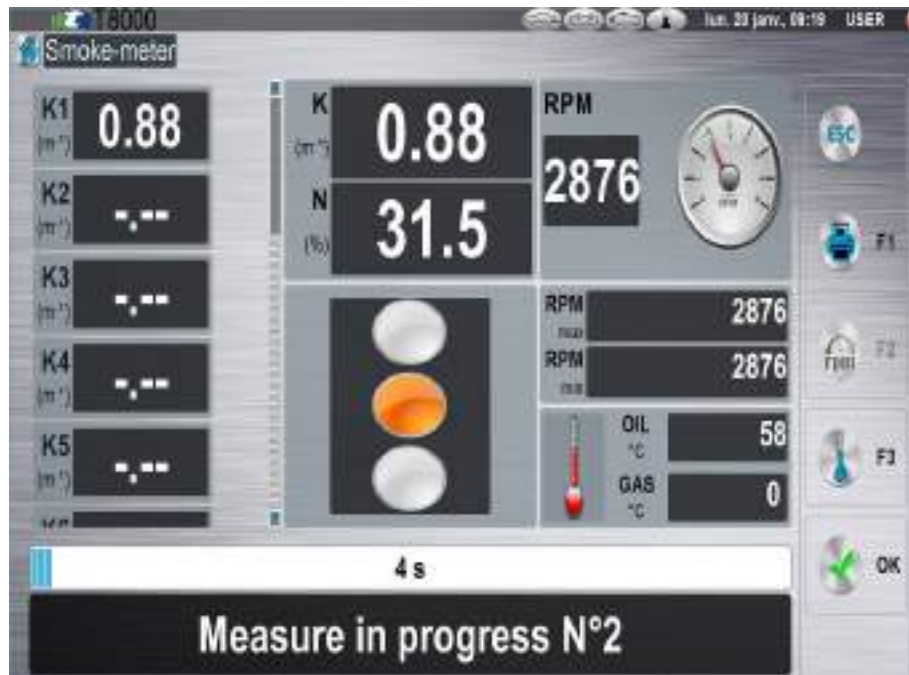 T8000 lun. 20 janv., 09:19 USER
Smoke-meter
K1 (m⁻¹) 0.88
K2 (m⁻¹) -.--
K3 (m⁻¹) -.--
K4 (m⁻¹) -.--
K5 (m⁻¹) -.--
K (m⁻¹) 0.88
N (%) 31.5
RPM
2876
RPM max 2876
RPM min 2876
OIL °C 58
GAS °C 0
ESC
F1
F2
F3
OK
4 s
Measure in progress N°2